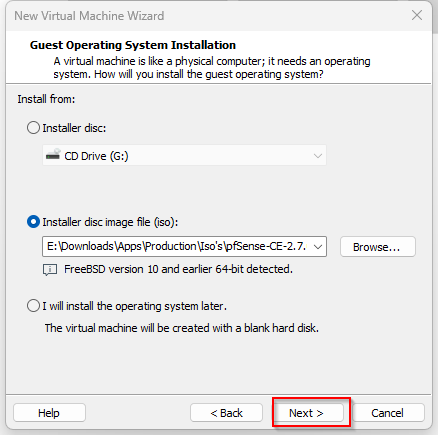 New Virtual Machine Wizard
Guest Operating System Installation
A virtual machine is like a physical computer; it needs an operating
system. How will you install the guest operating system?
Install from:
Installer disc:
CD Drive (G:)
Installer disc image file (iso):
E:\Downloads\Apps\Production\Iso's\pfSense-CE-2.7.
Browse...
FreeBSD version 10 and earlier 64-bit detected.
I will install the operating system later.
The virtual machine will be created with a blank hard disk.
Help
< Back
Next >
Cancel